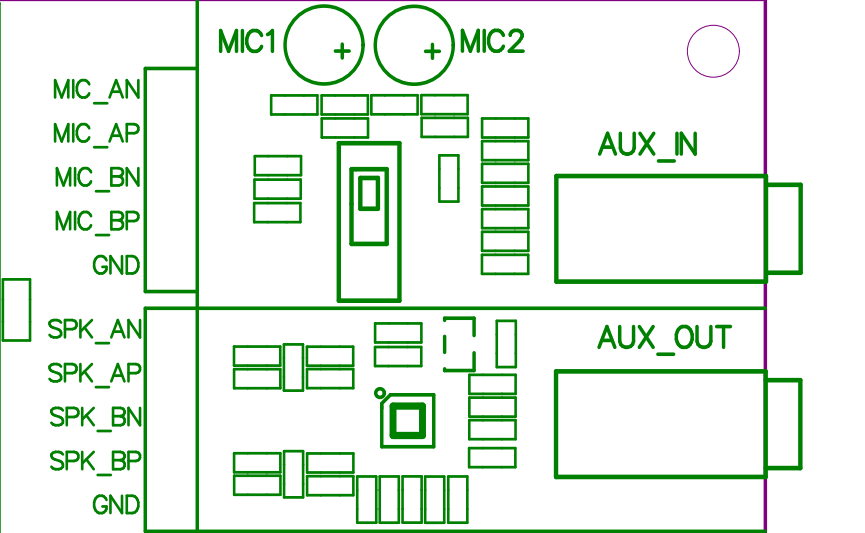 MIC1 + + MIC2
MIC_AN
MIC_AP
AUX_IN
MIC_BN
MIC_BP
GND
SPK_AN
AUX_OUT
SPK_AP
SPK_BN
SPK_BP
GND